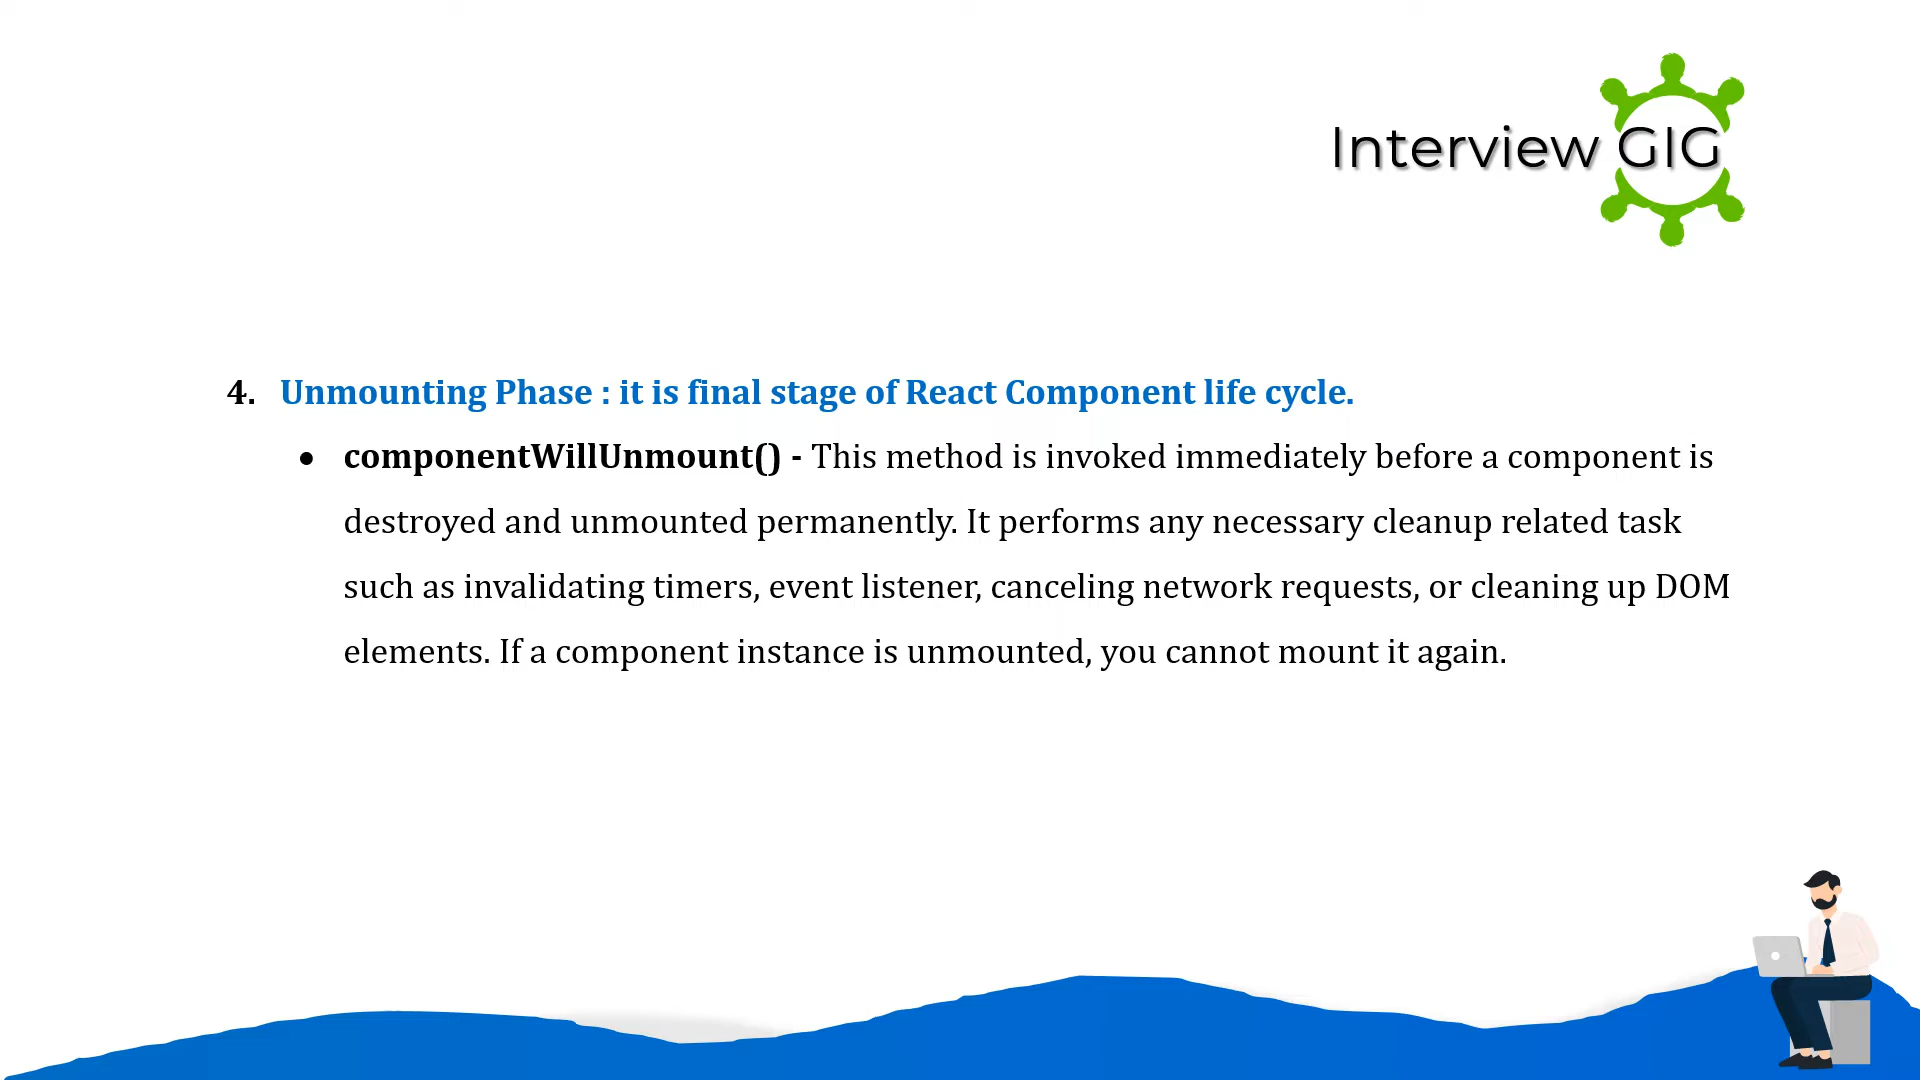 Interview GIG
4. Unmounting Phase : it is final stage of React Component life cycle.
• componentWillUnmount() - This method is invoked immediately before a component is
destroyed and unmounted permanently. It performs any necessary cleanup related task
such as invalidating timers, event listener, canceling network requests, or cleaning up DOM
elements. If a component instance is unmounted, you cannot mount it again.